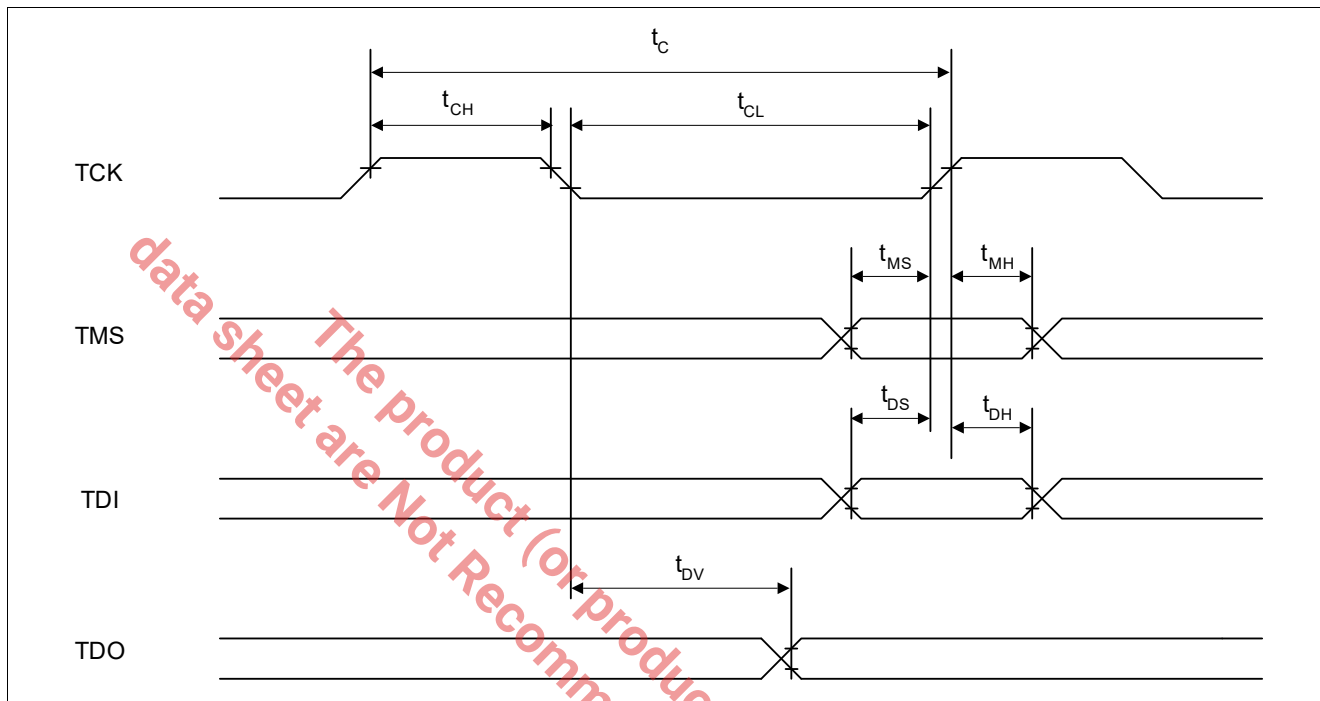 tC
tCH
tCL
TCK
tMS
tMH
TMS
tDS
tDH
TDI
tDV
TDO
The product (or produc
data sheet are Not Recomm